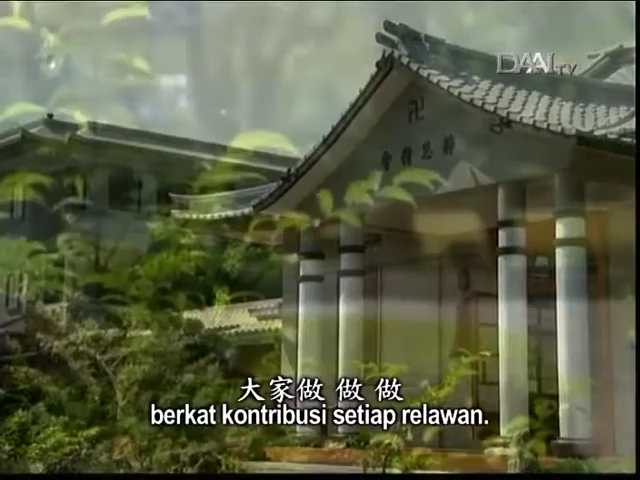 DAAI TV
卍
舍精思靜
大家做 做 做
berkat kontribusi setiap relawan.